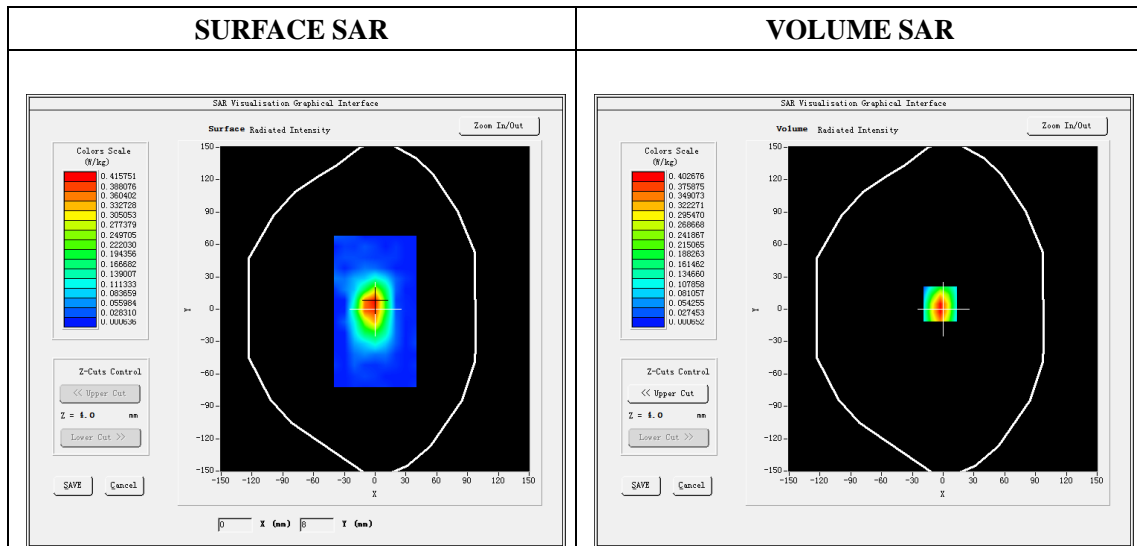 SURFACE SAR
VOLUME SAR
SAR Visualisation Graphical Interface
Surface Radiated Intensity
Zoom In/Out
Colors Scale
(W/kg)
0.415751
0.388076
0.360402
0.332728
0.305053
0.277379
0.249705
0.222030
0.194356
0.166682
0.139007
0.111333
0.083659
0.055984
0.028310
0.000636
150
120
90
60
30
0
-30
-60
-90
-120
-150
Y
-150 -120 -90 -60 -30 0 30 60 90 120 150
X
Z-Cuts Control
<< Upper Cut
Z = 4.0 mm
Lower Cut >>
SAVE Cancel
0 X (mm) 8 Y (mm)
SAR Visualisation Graphical Interface
Volume Radiated Intensity
Zoom In/Out
Colors Scale
(W/kg)
0.402676
0.375875
0.349073
0.322271
0.295470
0.268668
0.241867
0.215065
0.188263
0.161462
0.134660
0.107858
0.081057
0.054255
0.027453
0.000652
150
120
90
60
30
0
-30
-60
-90
-120
-150
Y
-150 -120 -90 -60 -30 0 30 60 90 120 150
X
Z-Cuts Control
<< Upper Cut
Z = 4.0 mm
Lower Cut >>
SAVE Cancel